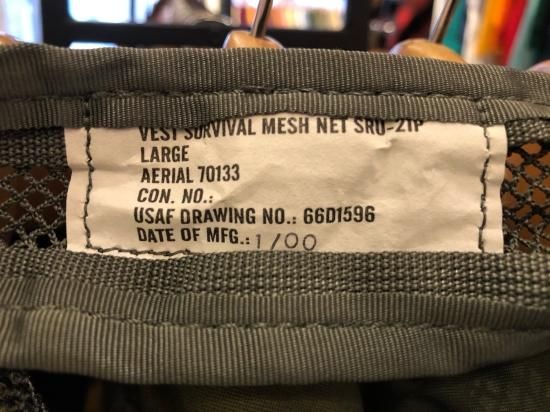 VEST SURVIVAL MESH NET SRU-21P
LARGE
AERIAL 70133
CON. NO.:
USAF DRAWING NO.: 66D1596
DATE OF MFG.: 1/00